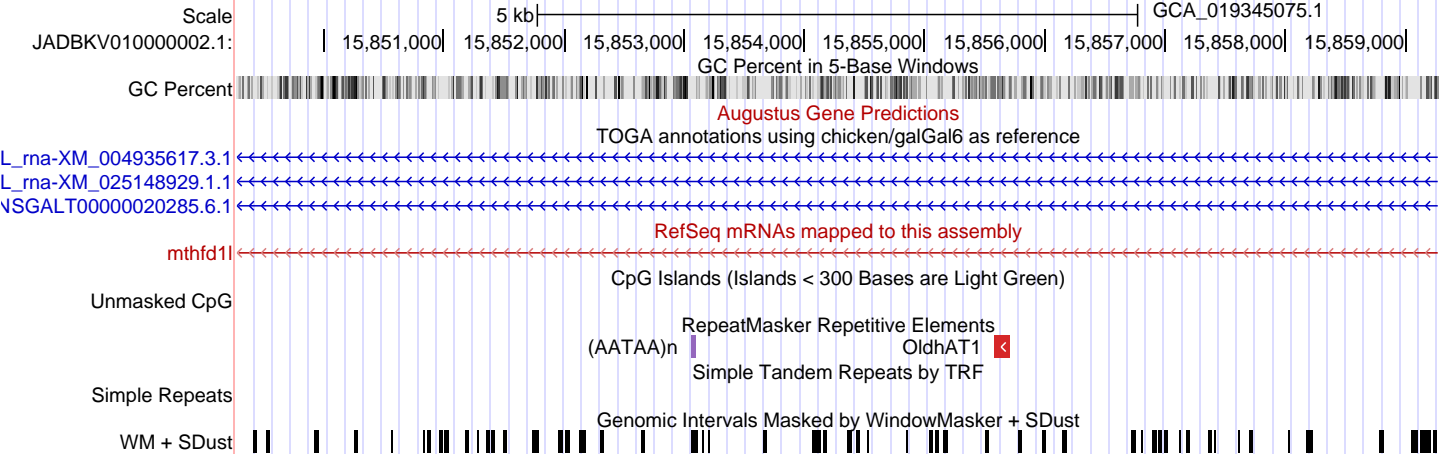 Scale 5 kb GCA_019345075.1
JADBKV010000002.1: 15,851,000 15,852,000 15,853,000 15,854,000 15,855,000 15,856,000 15,857,000 15,858,000 15,859,000
GC Percent in 5-Base Windows
GC Percent
Augustus Gene Predictions
TOGA annotations using chicken/galGal6 as reference
L_rna-XM_004935617.3.1
L_rna-XM_025148929.1.1
NSGALT00000020285.6.1
RefSeq mRNAs mapped to this assembly
mthfd1l
CpG Islands (Islands < 300 Bases are Light Green)
Unmasked CpG
RepeatMasker Repetitive Elements
(AATAA)n OldhAT1
Simple Tandem Repeats by TRF
Simple Repeats
Genomic Intervals Masked by WindowMasker + SDust
WM + SDust